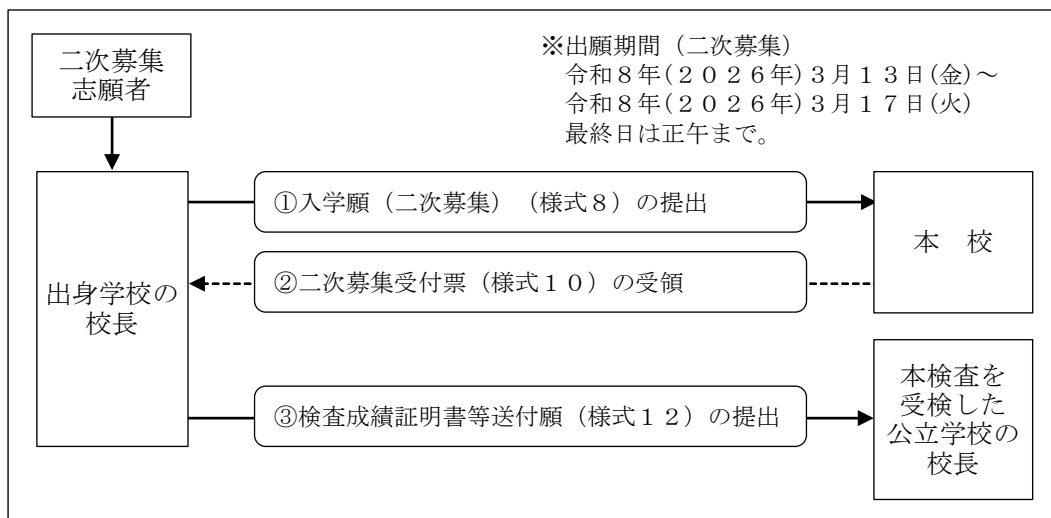 二次募集
志願者
※出願期間（二次募集）
令和８年(２０２６年)３月１３日(金)～
令和８年(２０２６年)３月１７日(火)
最終日は正午まで。
①入学願（二次募集）（様式８）の提出
本　校
②二次募集受付票（様式１０）の受領
出身学校の
校長
③検査成績証明書等送付願（様式１２）の提出
本検査を
受検した
公立学校の
校長